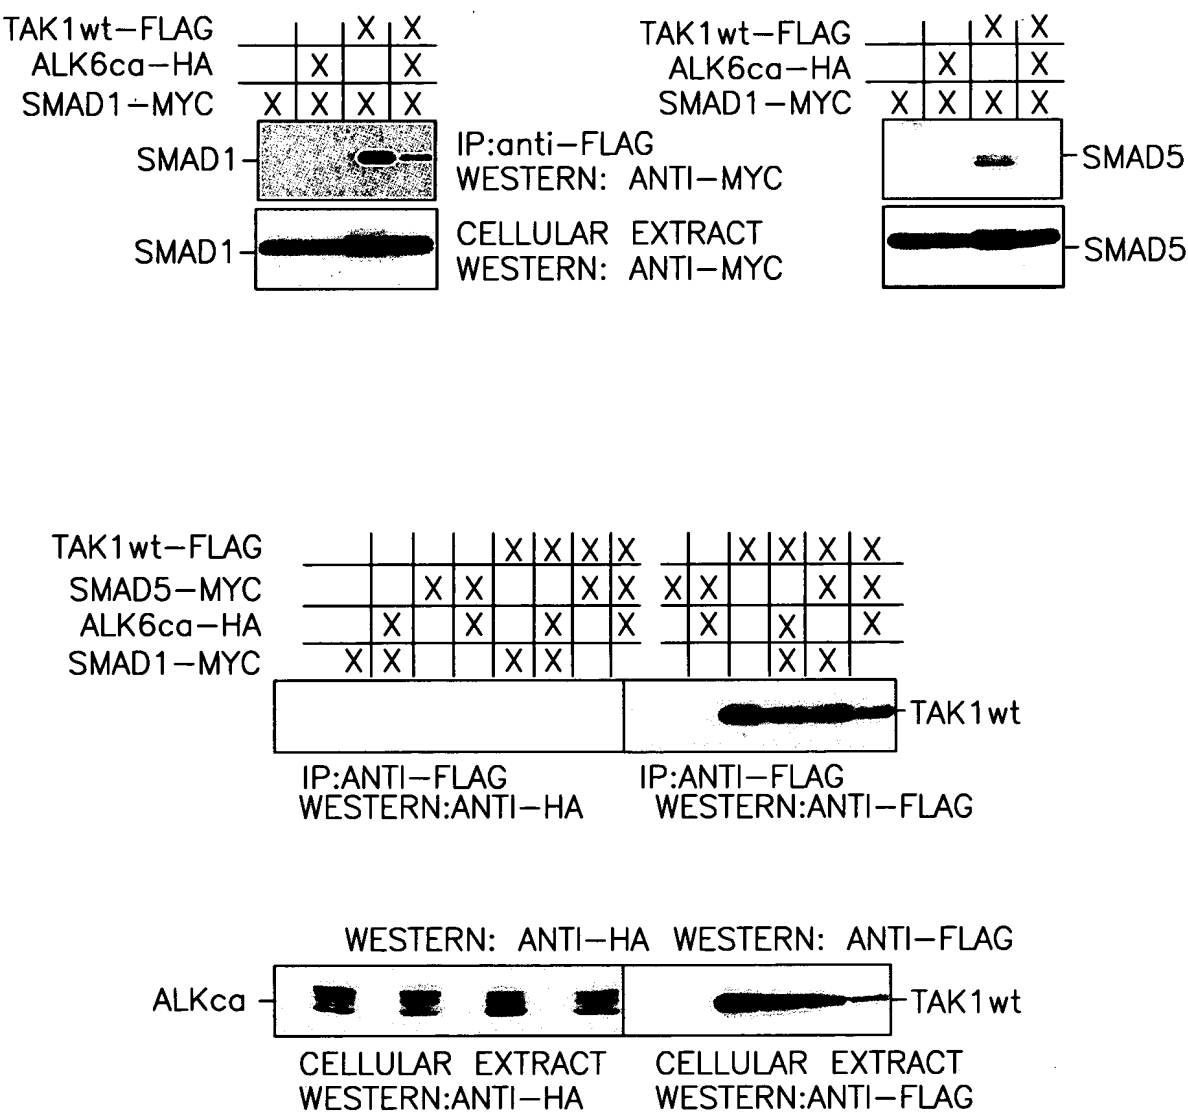 TAK1wt-FLAG X X
ALK6ca-HA X X
SMAD1-MYC X X X X
SMAD1
IP:anti-FLAG
WESTERN: ANTI-MYC
SMAD1
CELLULAR EXTRACT
WESTERN: ANTI-MYC
TAK1wt-FLAG X X
ALK6ca-HA X X
SMAD1-MYC X X X X
SMAD5
SMAD5
TAK1wt-FLAG X X X X X X X X
SMAD5-MYC X X X X X X X X
ALK6ca-HA X X X X X X X
SMAD1-MYC X X X X X X
TAK1wt
IP:ANTI-FLAG
WESTERN:ANTI-HA
IP:ANTI-FLAG
WESTERN:ANTI-FLAG
WESTERN: ANTI-HA WESTERN: ANTI-FLAG
ALKca
TAK1wt
CELLULAR EXTRACT
WESTERN:ANTI-HA
CELLULAR EXTRACT
WESTERN:ANTI-FLAG